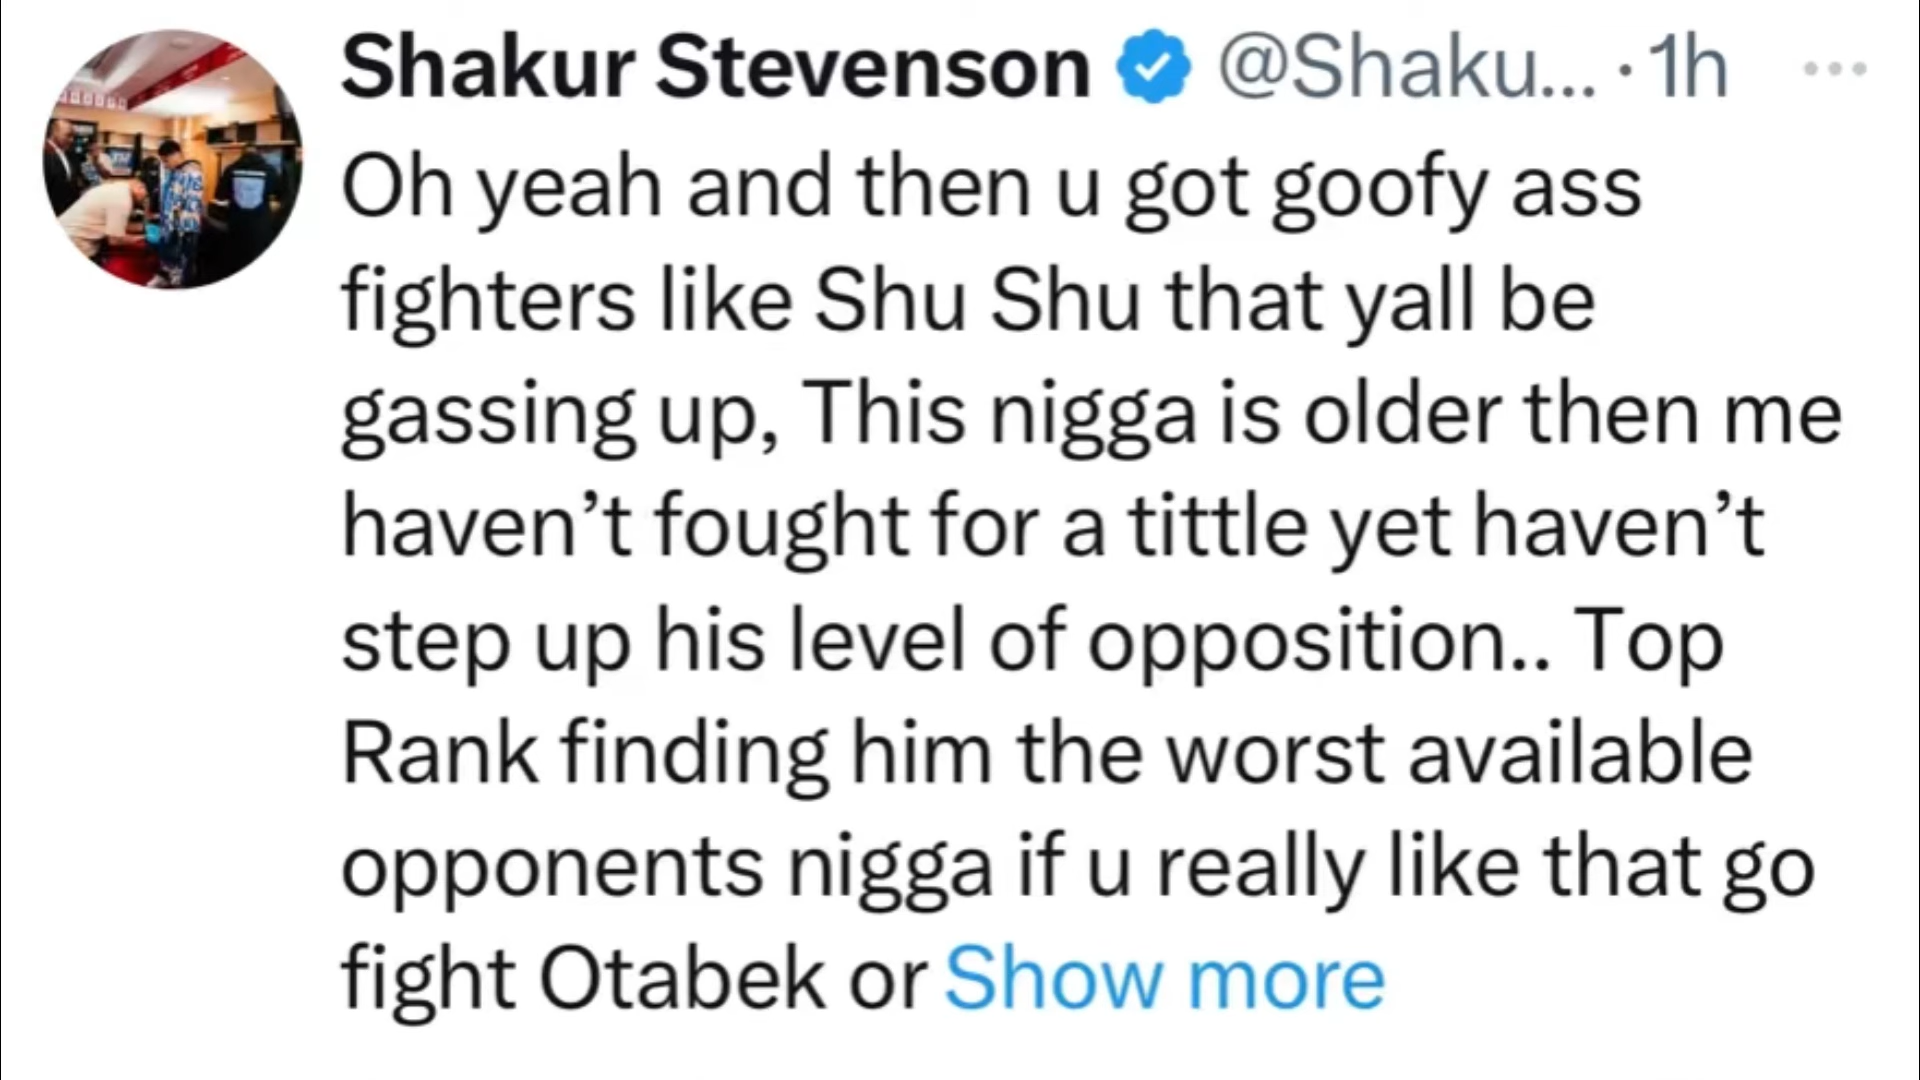 Shakur Stevenson @Shaku... · 1h ...
Oh yeah and then u got goofy ass
fighters like Shu Shu that yall be
gassing up, This nigga is older then me
haven’t fought for a tittle yet haven’t
step up his level of opposition.. Top
Rank finding him the worst available
opponents nigga if u really like that go
fight Otabek or Show more